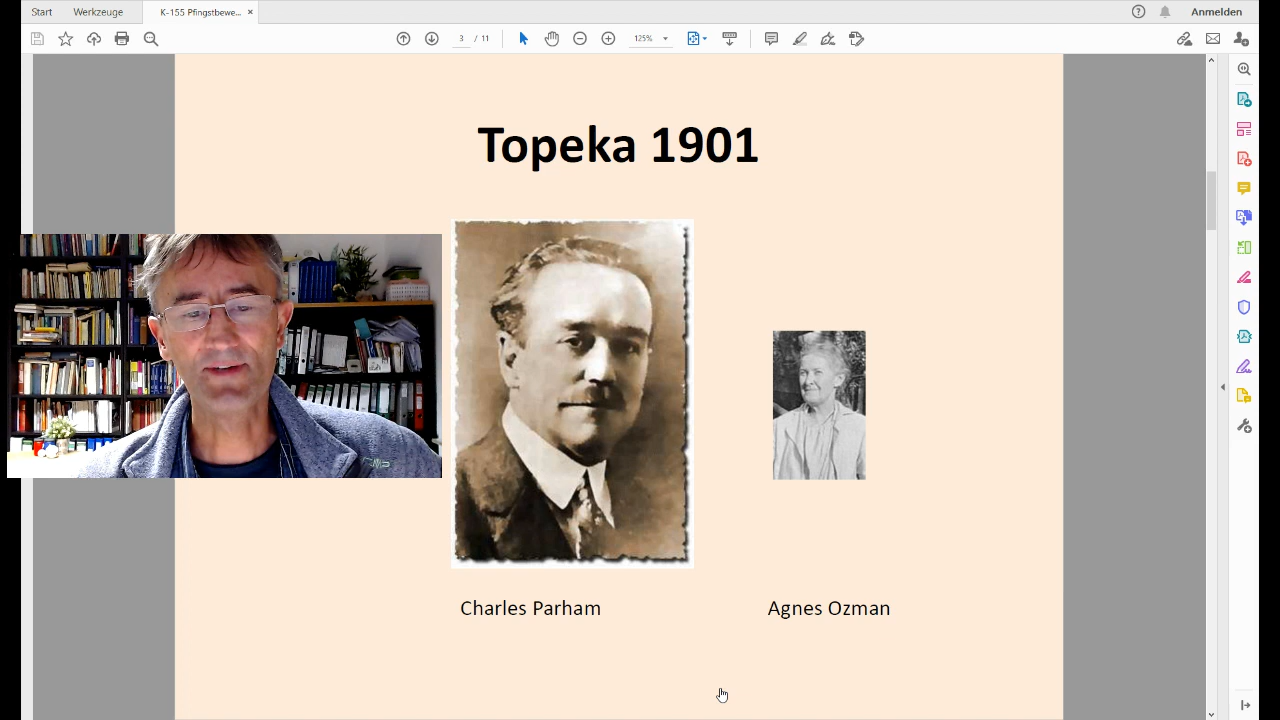 Start Werkzeuge K-155 Pfingstbewe... × Anmelden
3 / 11 125%
Topeka 1901
Charles Parham Agnes Ozman